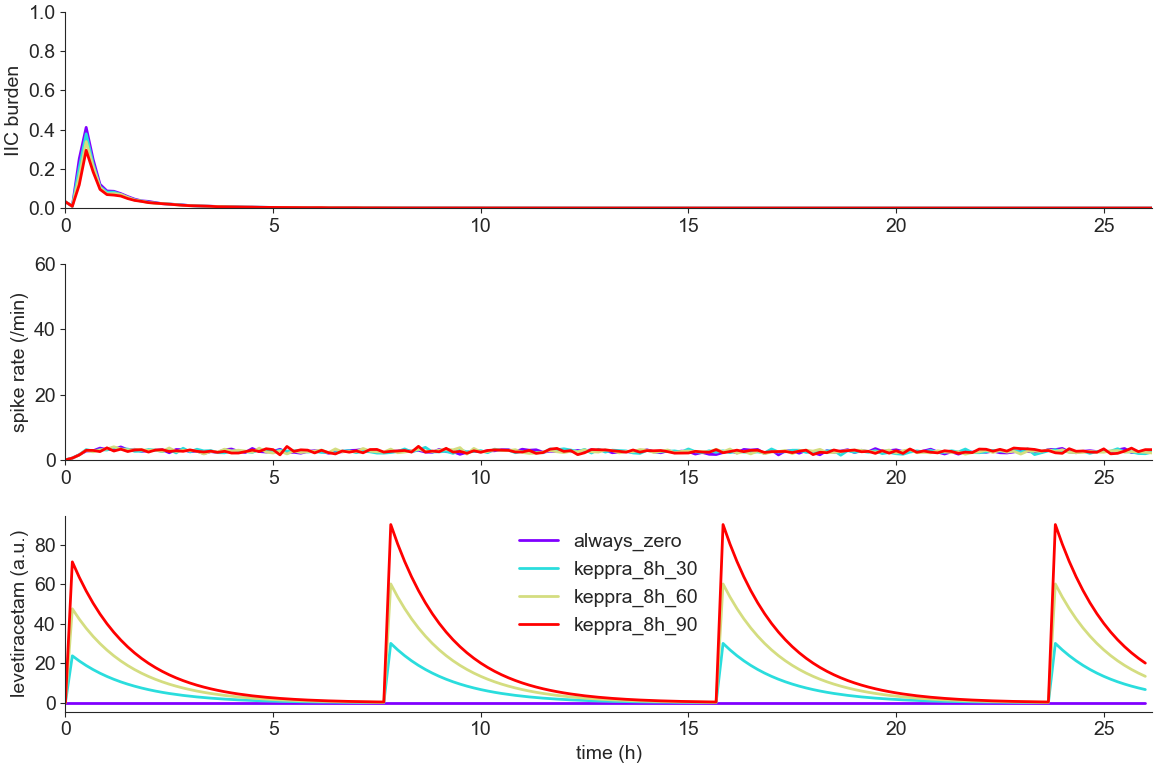 IIC burden
1.0
0.8
0.6
0.4
0.2
0.0
0 5 10 15 20 25
spike rate (/min)
60
40
20
0
0 5 10 15 20 25
levetiracetam (a.u.)
80
60
40
20
0
always_zero
keppra_8h_30
keppra_8h_60
keppra_8h_90
0 5 10 15 20 25
time (h)